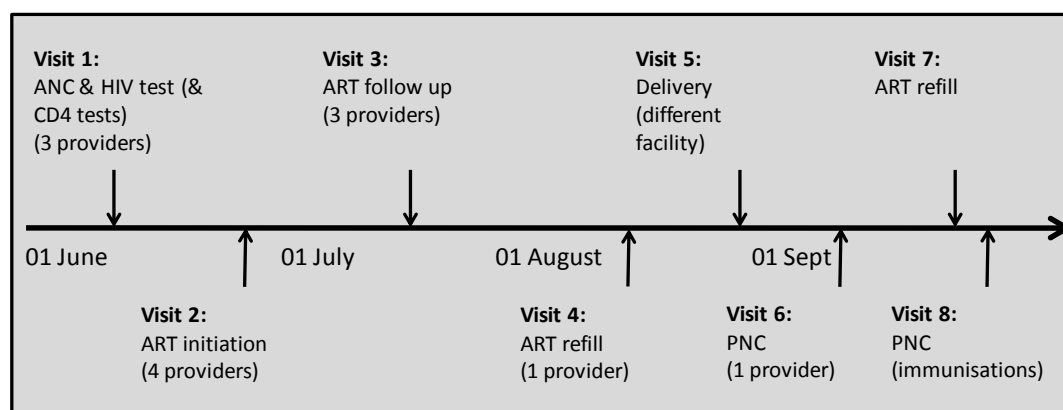 Visit 1:
ANC & HIV test (&
CD4 tests)
(3 providers)
Visit 3:
ART follow up
(3 providers)
Visit 5:
Delivery
(different
facility)
Visit 7:
ART refill
01 June
01 July
01 August
01 Sept
Visit 2:
ART initiation
(4 providers)
Visit 4:
ART refill
(1 provider)
Visit 6:
PNC
(1 provider)
Visit 8:
PNC
(immunisations)